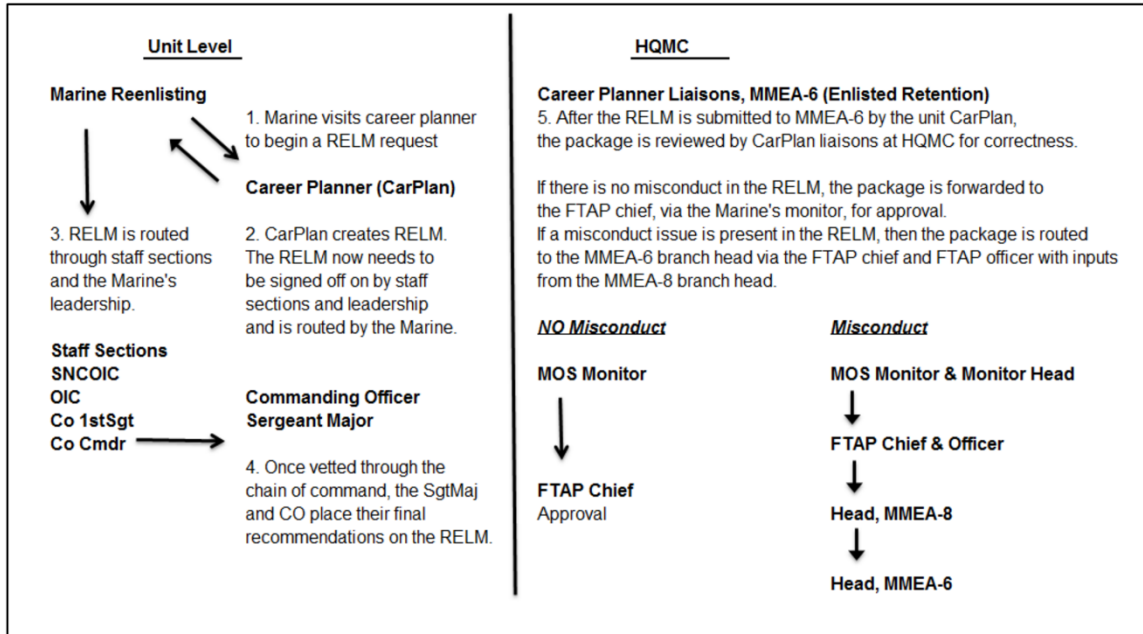 Unit Level
Marine Reenlisting
1. Marine visits career planner
to begin a RELM request
Career Planner (CarPlan)
3. RELM is routed
through staff sections
and the Marine's
leadership.
2. CarPlan creates RELM.
The RELM now needs to
be signed off on by staff
sections and leadership
and is routed by the Marine.
Staff Sections
SNCOIC
OIC
Co 1stSgt
Co Cmdr
Commanding Officer
Sergeant Major
4. Once vetted through the
chain of command, the SgtMaj
and CO place their final
recommendations on the RELM.
HQMC
Career Planner Liaisons, MMEA-6 (Enlisted Retention)
5. After the RELM is submitted to MMEA-6 by the unit CarPlan,
the package is reviewed by CarPlan liaisons at HQMC for correctness.
If there is no misconduct in the RELM, the package is forwarded to
the FTAP chief, via the Marine's monitor, for approval.
If a misconduct issue is present in the RELM, then the package is routed
to the MMEA-6 branch head via the FTAP chief and FTAP officer with inputs
from the MMEA-8 branch head.
NO Misconduct
MOS Monitor
FTAP Chief
Approval
Misconduct
MOS Monitor & Monitor Head
FTAP Chief & Officer
Head, MMEA-8
Head, MMEA-6